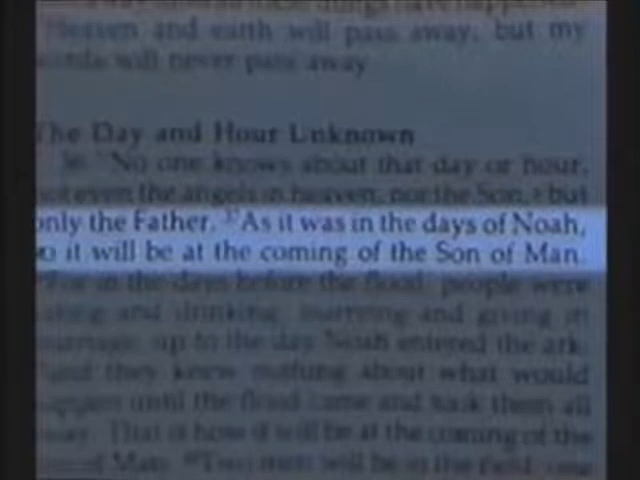 Heaven and earth will pass away, but my
words will never pass away
The Day and Hour Unknown
36 "No one knows about that day or hour,
not even the angels in heaven, nor the Son, but
only the Father. 37As it was in the days of Noah,
so it will be at the coming of the Son of Man.
For in the days before the flood, people were
eating and drinking, marrying and giving in
marriage, up to the day Noah entered the ark;
and they knew nothing about what would
happen until the flood came and took them all
away. That is how it will be at the coming of the
Son of Man. Two men will be in the field; one